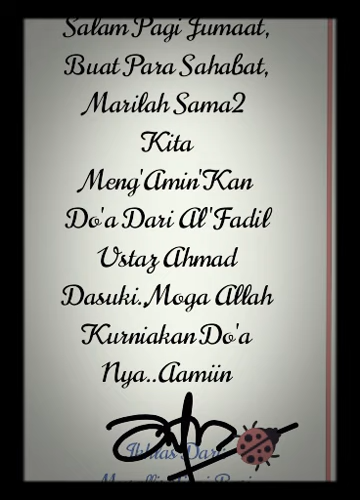 Salam Pagi Jumaat,
Buat Para Sahabat,
Marilah Sama2
Kita
Meng'Amin'Kan
Do'a Dari Al'Fadil
Ustaz Ahmad
Dasuki.,Moga Allah
Kurniakan Do'a
Nya..Aamiin
Ikhlas Dari